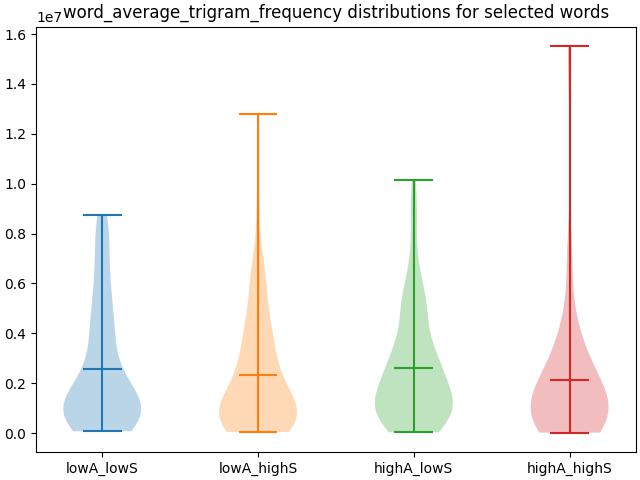 1e7
word_average_trigram_frequency distributions for selected words
1.6
1.4
1.2
1.0
0.8
0.6
0.4
0.2
0.0
lowA_lowS
lowA_highS
highA_lowS
highA_highS